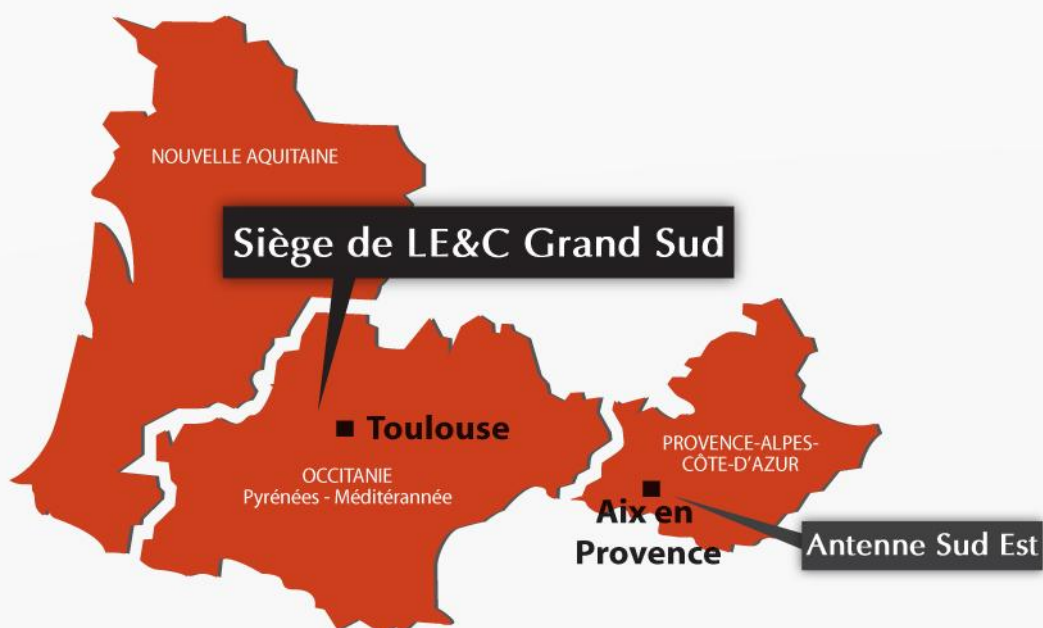 NOUVELLE AQUITAINE
Siège de LE&C Grand Sud
Toulouse
OCCITANIE
Pyrénées - Méditérannée
PROVENCE-ALPES-
CÔTE-D'AZUR
Aix en
Provence
Antenne Sud Est